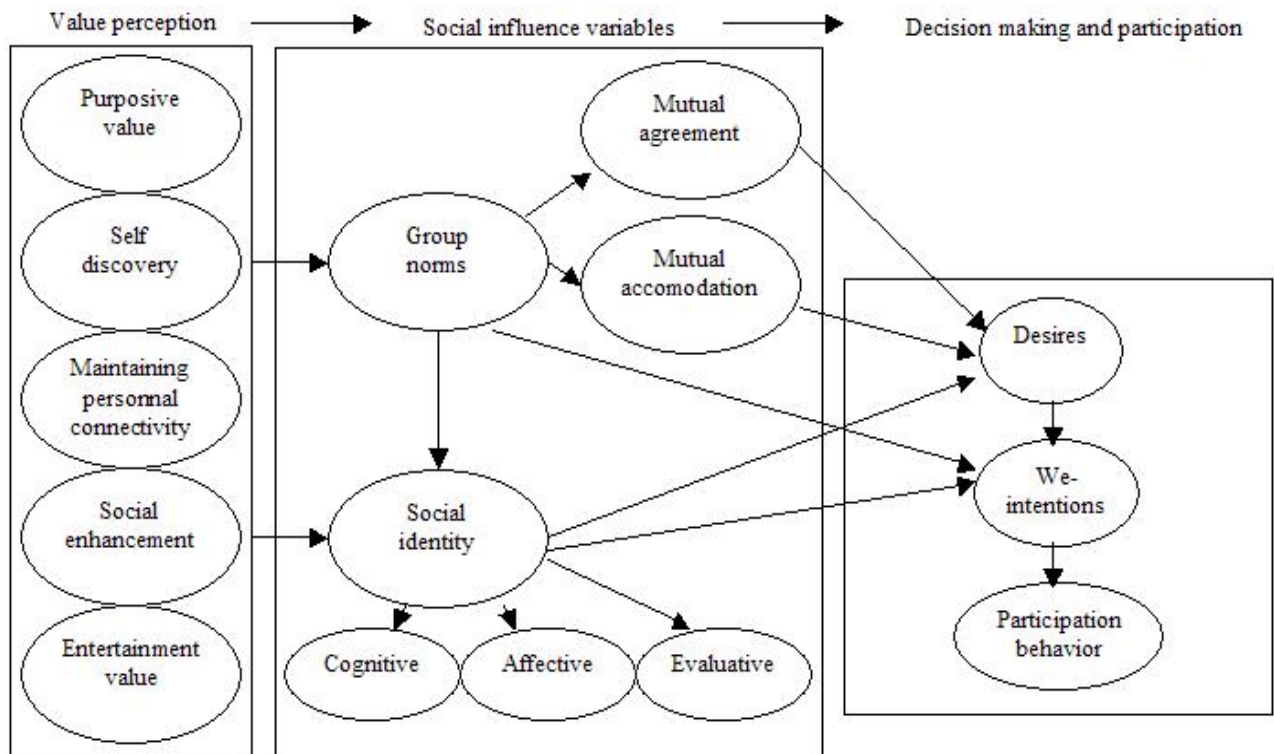 Value perception
Social influence variables
Decision making and participation
Purposive
value
Self
discovery
Maintaining
personnal
connectivity
Social
enhancement
Entertainment
value
Mutual
agreement
Group
norms
Mutual
accomodation
Social
identity
Cognitive
Affective
Evaluative
Desires
We-
intentions
Participation
behavior